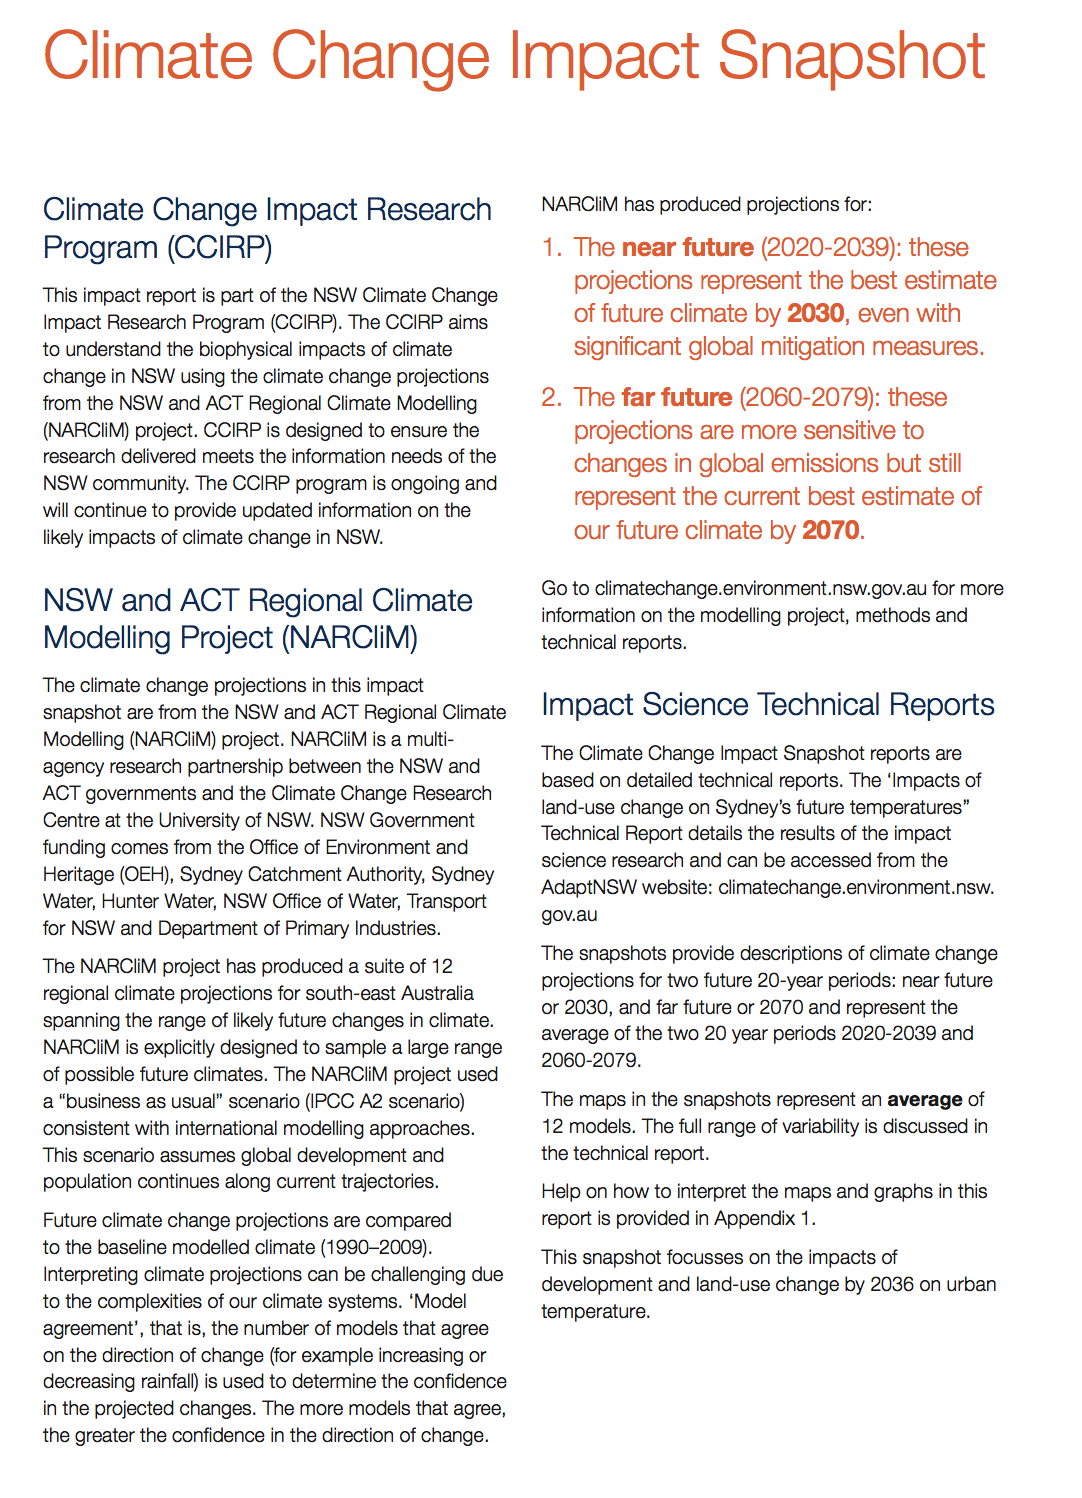 Climate Change Impact Snapshot
Climate Change Impact Research
Program (CCIRP)
This impact report is part of the NSW Climate Change
Impact Research Program (CCIRP). The CCIRP aims
to understand the biophysical impacts of climate
change in NSW using the climate change projections
from the NSW and ACT Regional Climate Modelling
(NARCliM) project. CCIRP is designed to ensure the
research delivered meets the information needs of the
NSW community. The CCIRP program is ongoing and
will continue to provide updated information on the
likely impacts of climate change in NSW.
NSW and ACT Regional Climate
Modelling Project (NARCliM)
The climate change projections in this impact
snapshot are from the NSW and ACT Regional Climate
Modelling (NARCliM) project. NARCliM is a multi-
agency research partnership between the NSW and
ACT governments and the Climate Change Research
Centre at the University of NSW. NSW Government
funding comes from the Office of Environment and
Heritage (OEH), Sydney Catchment Authority, Sydney
Water, Hunter Water, NSW Office of Water, Transport
for NSW and Department of Primary Industries.
The NARCliM project has produced a suite of 12
regional climate projections for south-east Australia
spanning the range of likely future changes in climate.
NARCliM is explicitly designed to sample a large range
of possible future climates. The NARCliM project used
a “business as usual” scenario (IPCC A2 scenario)
consistent with international modelling approaches.
This scenario assumes global development and
population continues along current trajectories.
Future climate change projections are compared
to the baseline modelled climate (1990–2009).
Interpreting climate projections can be challenging due
to the complexities of our climate systems. ‘Model
agreement’, that is, the number of models that agree
on the direction of change (for example increasing or
decreasing rainfall) is used to determine the confidence
in the projected changes. The more models that agree,
the greater the confidence in the direction of change.
NARCliM has produced projections for:
1. The near future (2020-2039): these
projections represent the best estimate
of future climate by 2030, even with
significant global mitigation measures.
2. The far future (2060-2079): these
projections are more sensitive to
changes in global emissions but still
represent the current best estimate of
our future climate by 2070.
Go to climatechange.environment.nsw.gov.au for more
information on the modelling project, methods and
technical reports.
Impact Science Technical Reports
The Climate Change Impact Snapshot reports are
based on detailed technical reports. The ‘Impacts of
land-use change on Sydney’s future temperatures”
Technical Report details the results of the impact
science research and can be accessed from the
AdaptNSW website: climatechange.environment.nsw.
gov.au
The snapshots provide descriptions of climate change
projections for two future 20-year periods: near future
or 2030, and far future or 2070 and represent the
average of the two 20 year periods 2020-2039 and
2060-2079.
The maps in the snapshots represent an average of
12 models. The full range of variability is discussed in
the technical report.
Help on how to interpret the maps and graphs in this
report is provided in Appendix 1.
This snapshot focusses on the impacts of
development and land-use change by 2036 on urban
temperature.